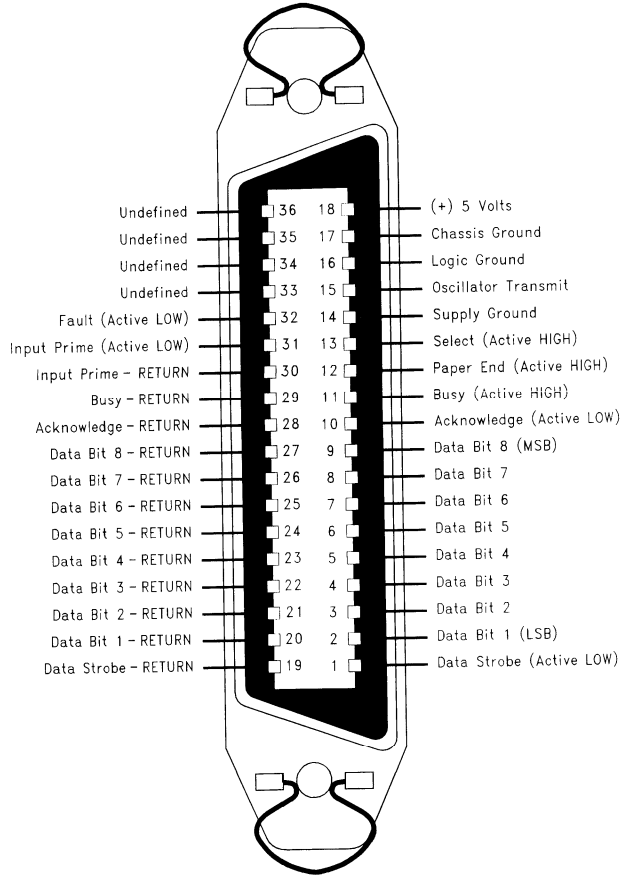 Undefined 36 18 (+) 5 Volts
Undefined 35 17 Chassis Ground
Undefined 34 16 Logic Ground
Undefined 33 15 Oscillator Transmit
Fault (Active LOW) 32 14 Supply Ground
Input Prime (Active LOW) 31 13 Select (Active HIGH)
Input Prime – RETURN 30 12 Paper End (Active HIGH)
Busy – RETURN 29 11 Busy (Active HIGH)
Acknowledge – RETURN 28 10 Acknowledge (Active LOW)
Data Bit 8 – RETURN 27 9 Data Bit 8 (MSB)
Data Bit 7 – RETURN 26 8 Data Bit 7
Data Bit 6 – RETURN 25 7 Data Bit 6
Data Bit 5 – RETURN 24 6 Data Bit 5
Data Bit 4 – RETURN 23 5 Data Bit 4
Data Bit 3 – RETURN 22 4 Data Bit 3
Data Bit 2 – RETURN 21 3 Data Bit 2
Data Bit 1 – RETURN 20 2 Data Bit 1 (LSB)
Data Strobe – RETURN 19 1 Data Strobe (Active LOW)